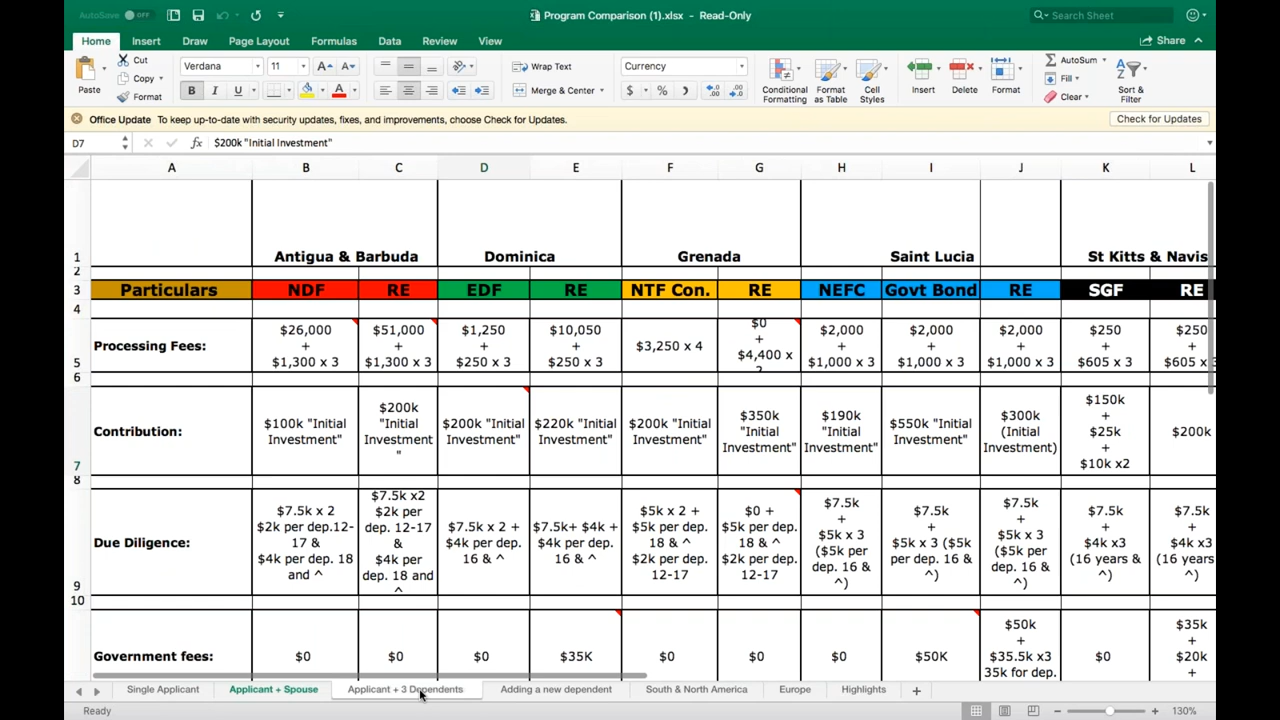 AutoSave OFF
Program Comparison (1).xlsx - Read-Only
Search Sheet
Home Insert Draw Page Layout Formulas Data Review View
Share
Paste
Cut
Copy
Format
Verdana 11
B I U
Wrap Text
Merge & Center
Currency
$ % )
Conditional Formatting
Format as Table
Cell Styles
Insert
Delete
Format
AutoSum
Fill
Clear
Sort & Filter
Office Update To keep up-to-date with security updates, fixes, and improvements, choose Check for Updates.
Check for Updates
D7 fx $200k "Initial Investment"
A B C D E F G H I J K L
1 Antigua & Barbuda Dominica Grenada Saint Lucia St Kitts & Navis
2
3 Particulars NDF RE EDF RE NTF Con. RE NEFC Govt Bond RE SGF RE
4
5 Processing Fees:
$26,000
+
$1,300 x 3
$51,000
+
$1,300 x 3
$1,250
+
$250 x 3
$10,050
+
$250 x 3
$3,250 x 4
$0
+
$4,400 x
$2,000
+
$1,000 x 3
$2,000
+
$1,000 x 3
$2,000
+
$1,000 x 3
$250
+
$605 x 3
$250
+
$605 x 3
6
7 Contribution:
$100k "Initial
Investment"
$200k
"Initial
Investment
"
$200k "Initial
Investment"
$220k "Initial
Investment"
$200k "Initial
Investment"
$350k
"Initial
Investment"
$190k
"Initial
Investment"
$550k "Initial
Investment"
$300k
(Initial
Investment)
$150k
+
$25k
+
$10k x2
$200k
8
9 Due Diligence:
$7.5k x 2
$2k per dep.12-
17 &
$4k per dep. 18
and ^
$7.5k x2
$2k per
dep. 12-17
&
$4k per
dep. 18 and
^
$7.5k x 2 +
$4k per dep.
16 & ^
$7.5k+ $4k +
$4k per dep.
16 & ^
$5k x 2 +
$5k per dep.
18 & ^
$2k per dep.
12-17
$0 +
$5k per dep.
18 & ^
$2k per dep.
12-17
$7.5k
+
$5k x 3
($5k per
dep. 16 &
^)
$7.5k
+
$5k x 3 ($5k
per dep. 16 &
^)
$7.5k
+
$5k x 3
($5k per
dep. 16 &
^)
$7.5k
+
$4k x3
(16 years &
^)
$7.5k
+
$4k x3
(16 years
^)
10
Government fees:
$0
$0
$0
$35K
$0
$0
$0
$50K
$50k
+
$35.5k x3
35k for dep.
$0
$35k
+
$20k
+
Single Applicant Applicant + Spouse Applicant + 3 Dependents Adding a new dependent South & North America Europe Highlights +
Ready
130%